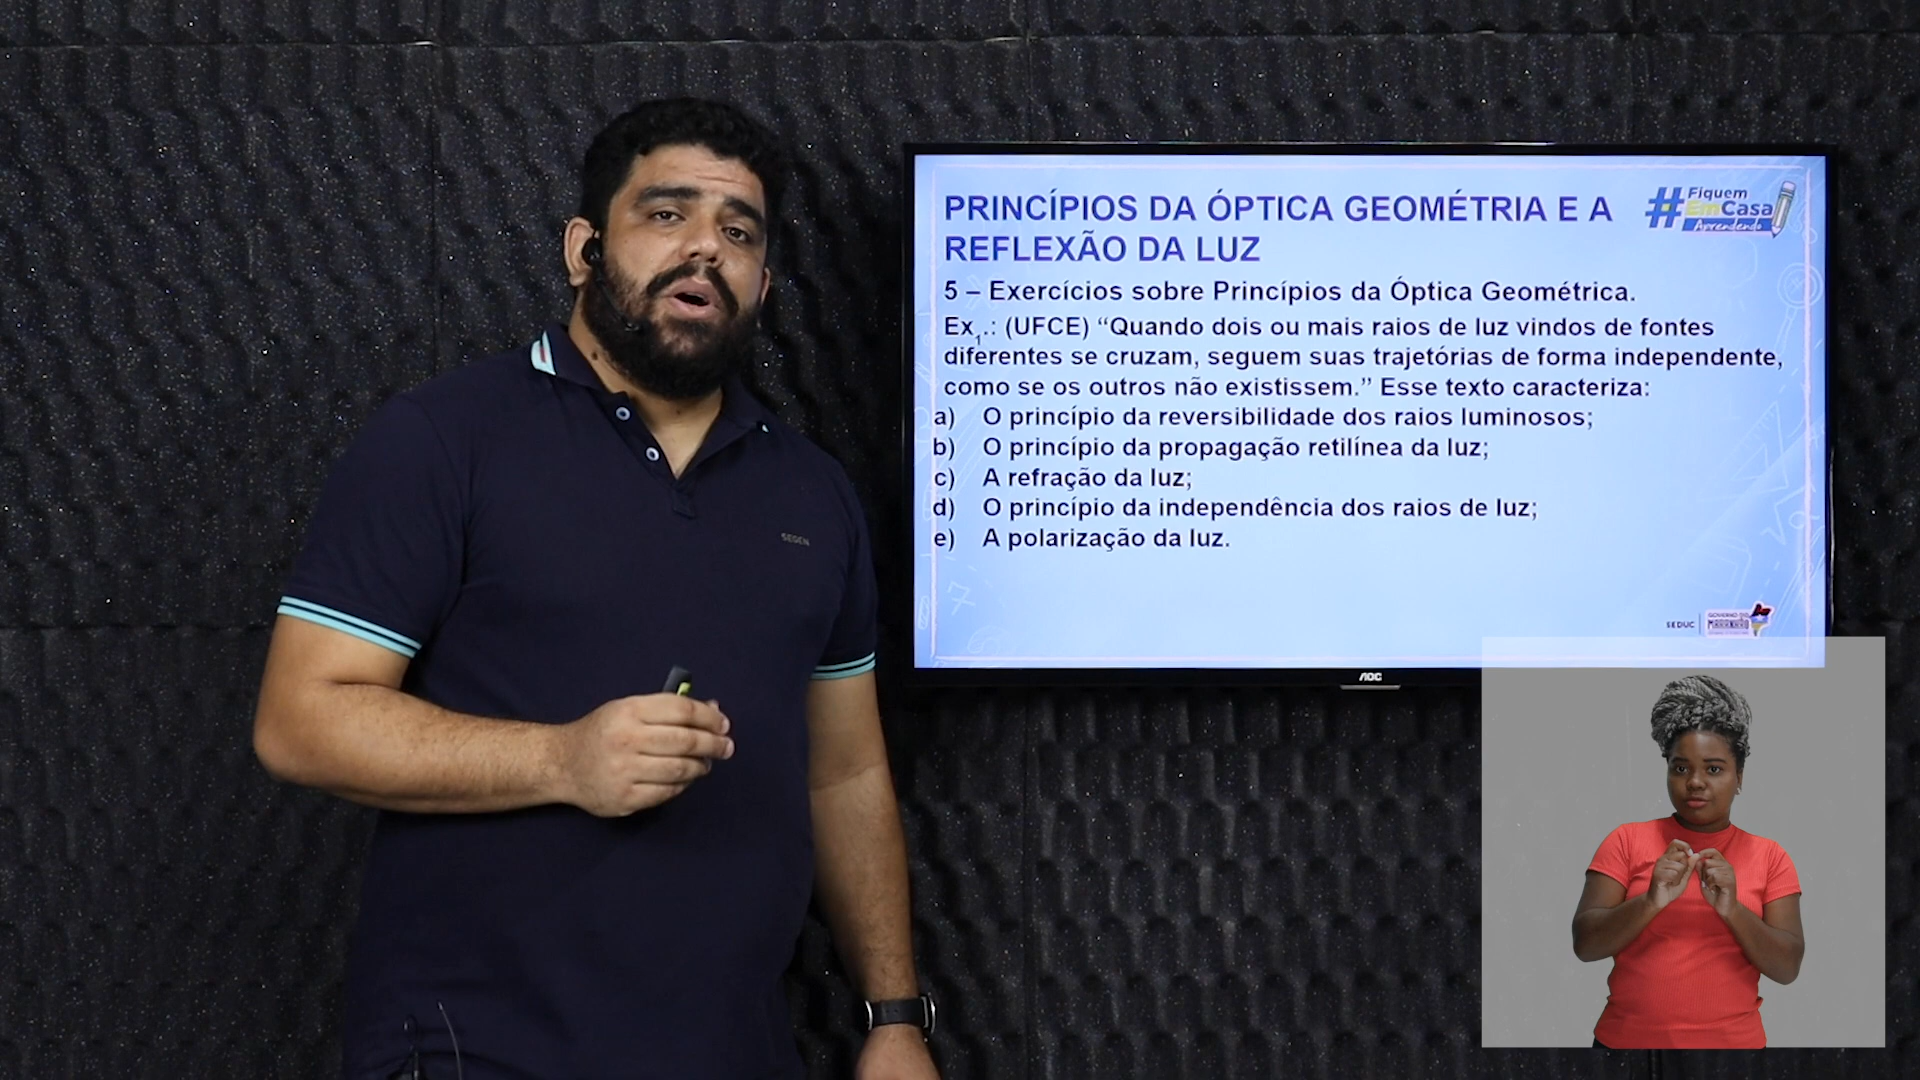 PRINCÍPIOS DA ÓPTICA GEOMÉTRIA E A
REFLEXÃO DA LUZ
#Fiquem
EmCasa
Aprendendo
5 – Exercícios sobre Princípios da Óptica Geométrica.
Ex₁.: (UFCE) “Quando dois ou mais raios de luz vindos de fontes
diferentes se cruzam, seguem suas trajetórias de forma independente,
como se os outros não existissem.” Esse texto caracteriza:
a) O princípio da reversibilidade dos raios luminosos;
b) O princípio da propagação retilínea da luz;
c) A refração da luz;
d) O princípio da independência dos raios de luz;
e) A polarização da luz.
SEDUC
GOVERNO DO
MARANHÃO
AOC